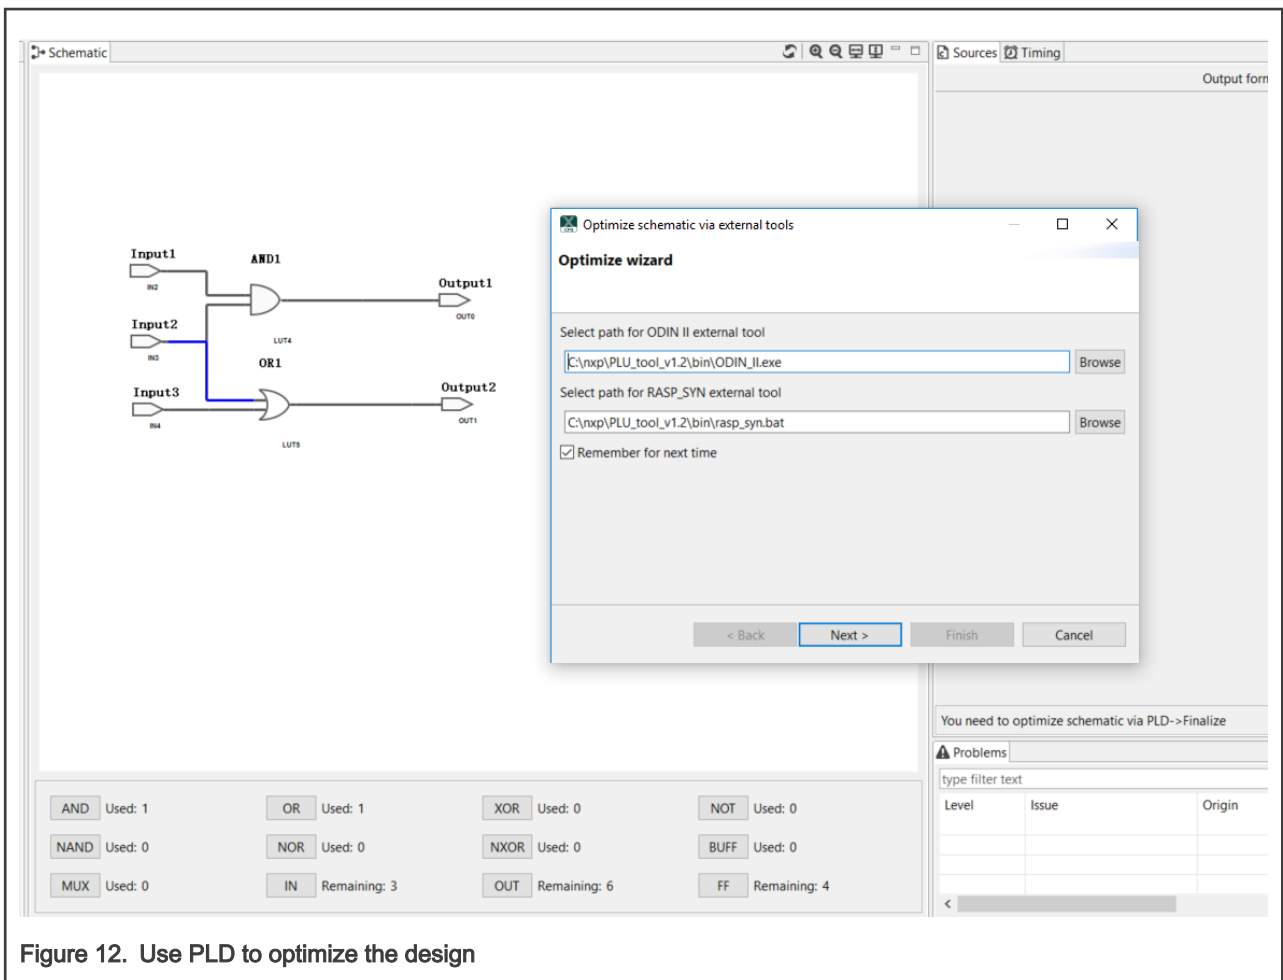 Schematic
Sources
Timing
Output form
Input1
IN2
AND1
Output1
OUT0
Input2
IN3
LUT4
OR1
Input3
IN4
Output2
OUT1
LUT5
Optimize schematic via external tools
Optimize wizard
Select path for ODIN II external tool
C:\nxp\PLU_tool_v1.2\bin\ODIN_II.exe
Browse
Select path for RASP_SYN external tool
C:\nxp\PLU_tool_v1.2\bin\rasp_syn.bat
Browse
Remember for next time
< Back
Next >
Finish
Cancel
You need to optimize schematic via PLD->Finalize
Problems
type filter text
Level Issue Origin
AND Used: 1 OR Used: 1 XOR Used: 0 NOT Used: 0
NAND Used: 0 NOR Used: 0 NXOR Used: 0 BUFF Used: 0
MUX Used: 0 IN Remaining: 3 OUT Remaining: 6 FF Remaining: 4
Figure 12. Use PLD to optimize the design